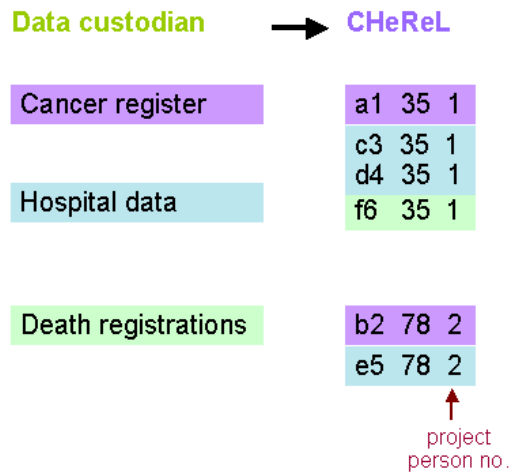 Data custodian CHeReL
Cancer register a1 35 1
c3 35 1
d4 35 1
Hospital data f6 35 1
Death registrations b2 78 2
e5 78 2
project
person no.